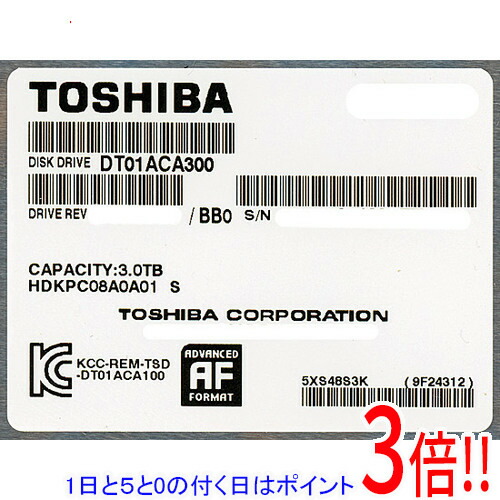 TOSHIBA
DISK DRIVE DT01ACA300
DRIVE REV /BB0 S/N
CAPACITY:3.0TB
HDKPC08A0A01 S
TOSHIBA CORPORATION
KCC-REM-TSD
-DT01ACA100
ADVANCED
AF
FORMAT
5XS48S3K (9F24312)
1日と5と0の付く日はポイント3倍!!